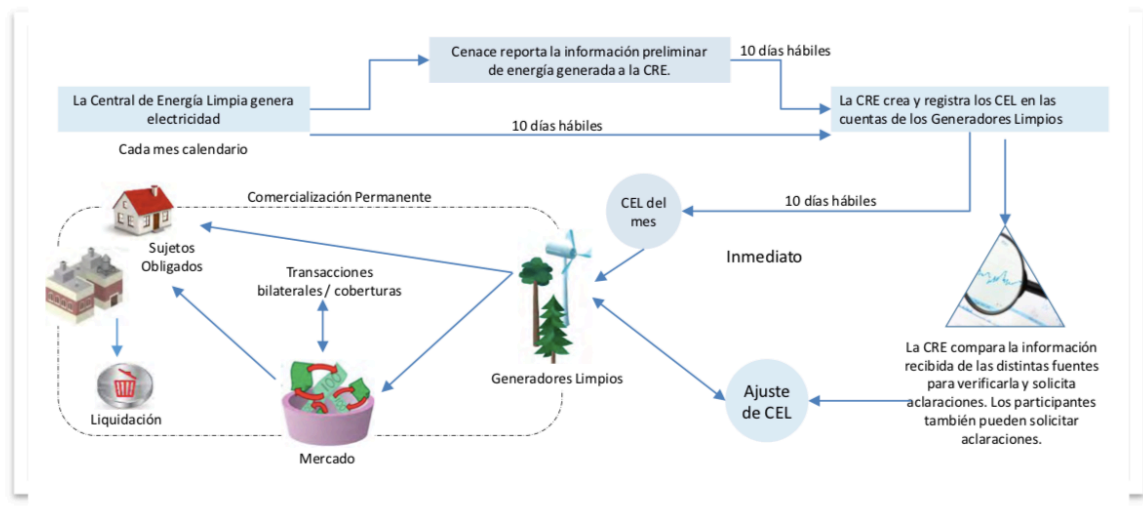 Cenace reporta la información preliminar
de energía generada a la CRE.
10 días hábiles
La Central de Energía Limpia genera
electricidad
La CRE crea y registra los CEL en las
cuentas de los Generadores Limpios
10 días hábiles
Cada mes calendario
Comercialización Permanente
CEL del
mes
10 días hábiles
Sujetos
Obligados
Inmediato
Transacciones
bilaterales / coberturas
Generadores Limpios
La CRE compara la información
recibida de las distintas fuentes
para verificarla y solicita
aclaraciones. Los participantes
también pueden solicitar
aclaraciones.
Ajuste
de CEL
100
Liquidación
Mercado